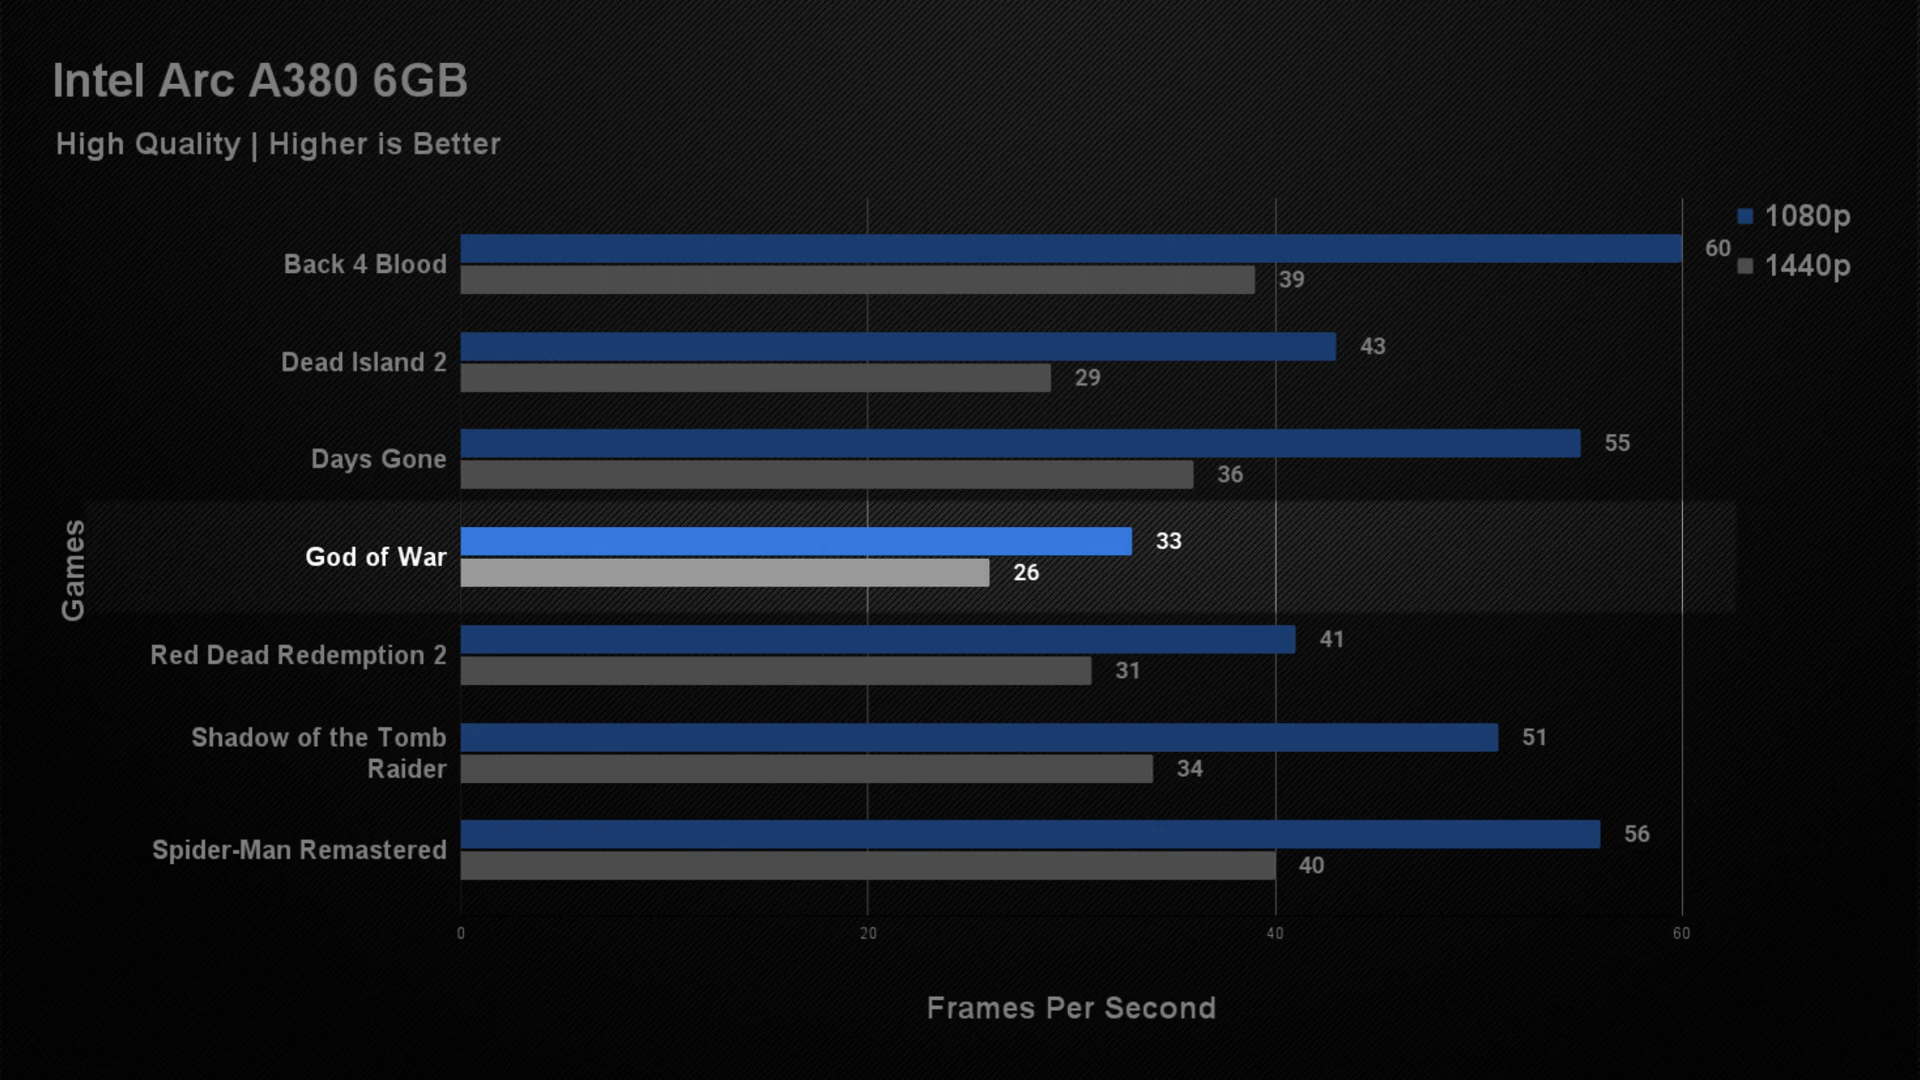 Intel Arc A380 6GB
High Quality | Higher is Better
1080p
1440p
Games
Back 4 Blood
60
39
Dead Island 2
43
29
Days Gone
55
36
God of War
33
26
Red Dead Redemption 2
41
31
Shadow of the Tomb
Raider
51
34
Spider-Man Remastered
56
40
0 20 40 60
Frames Per Second